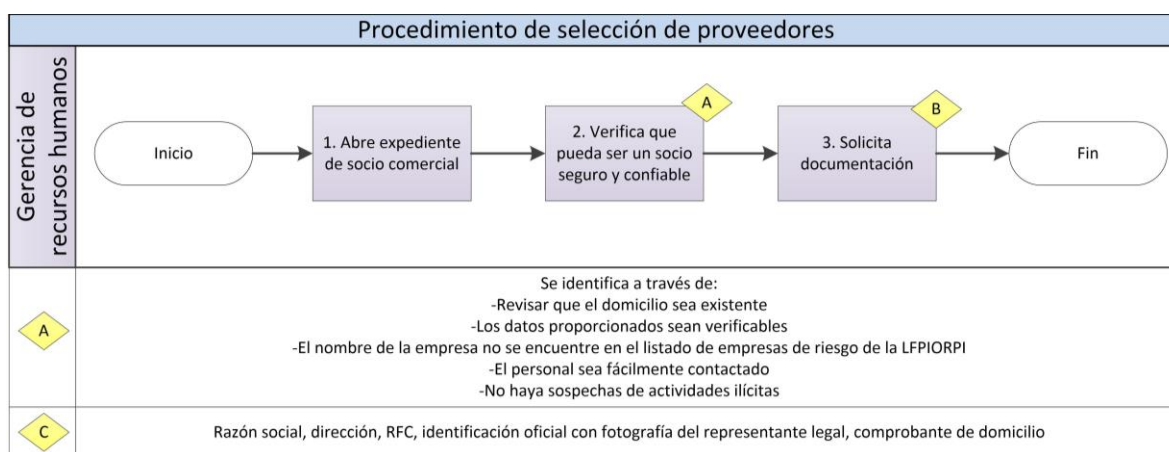 Procedimiento de selección de proveedores
Gerencia de
recursos humanos
Inicio
1. Abre expediente
de socio comercial
A
2. Verifica que
pueda ser un socio
seguro y confiable
B
3. Solicita
documentación
Fin
A
Se identifica a través de:
-Revisar que el domicilio sea existente
-Los datos proporcionados sean verificables
-El nombre de la empresa no se encuentre en el listado de empresas de riesgo de la LFPIORPI
-El personal sea fácilmente contactado
-No haya sospechas de actividades ilícitas
C
Razón social, dirección, RFC, identificación oficial con fotografía del representante legal, comprobante de domicilio